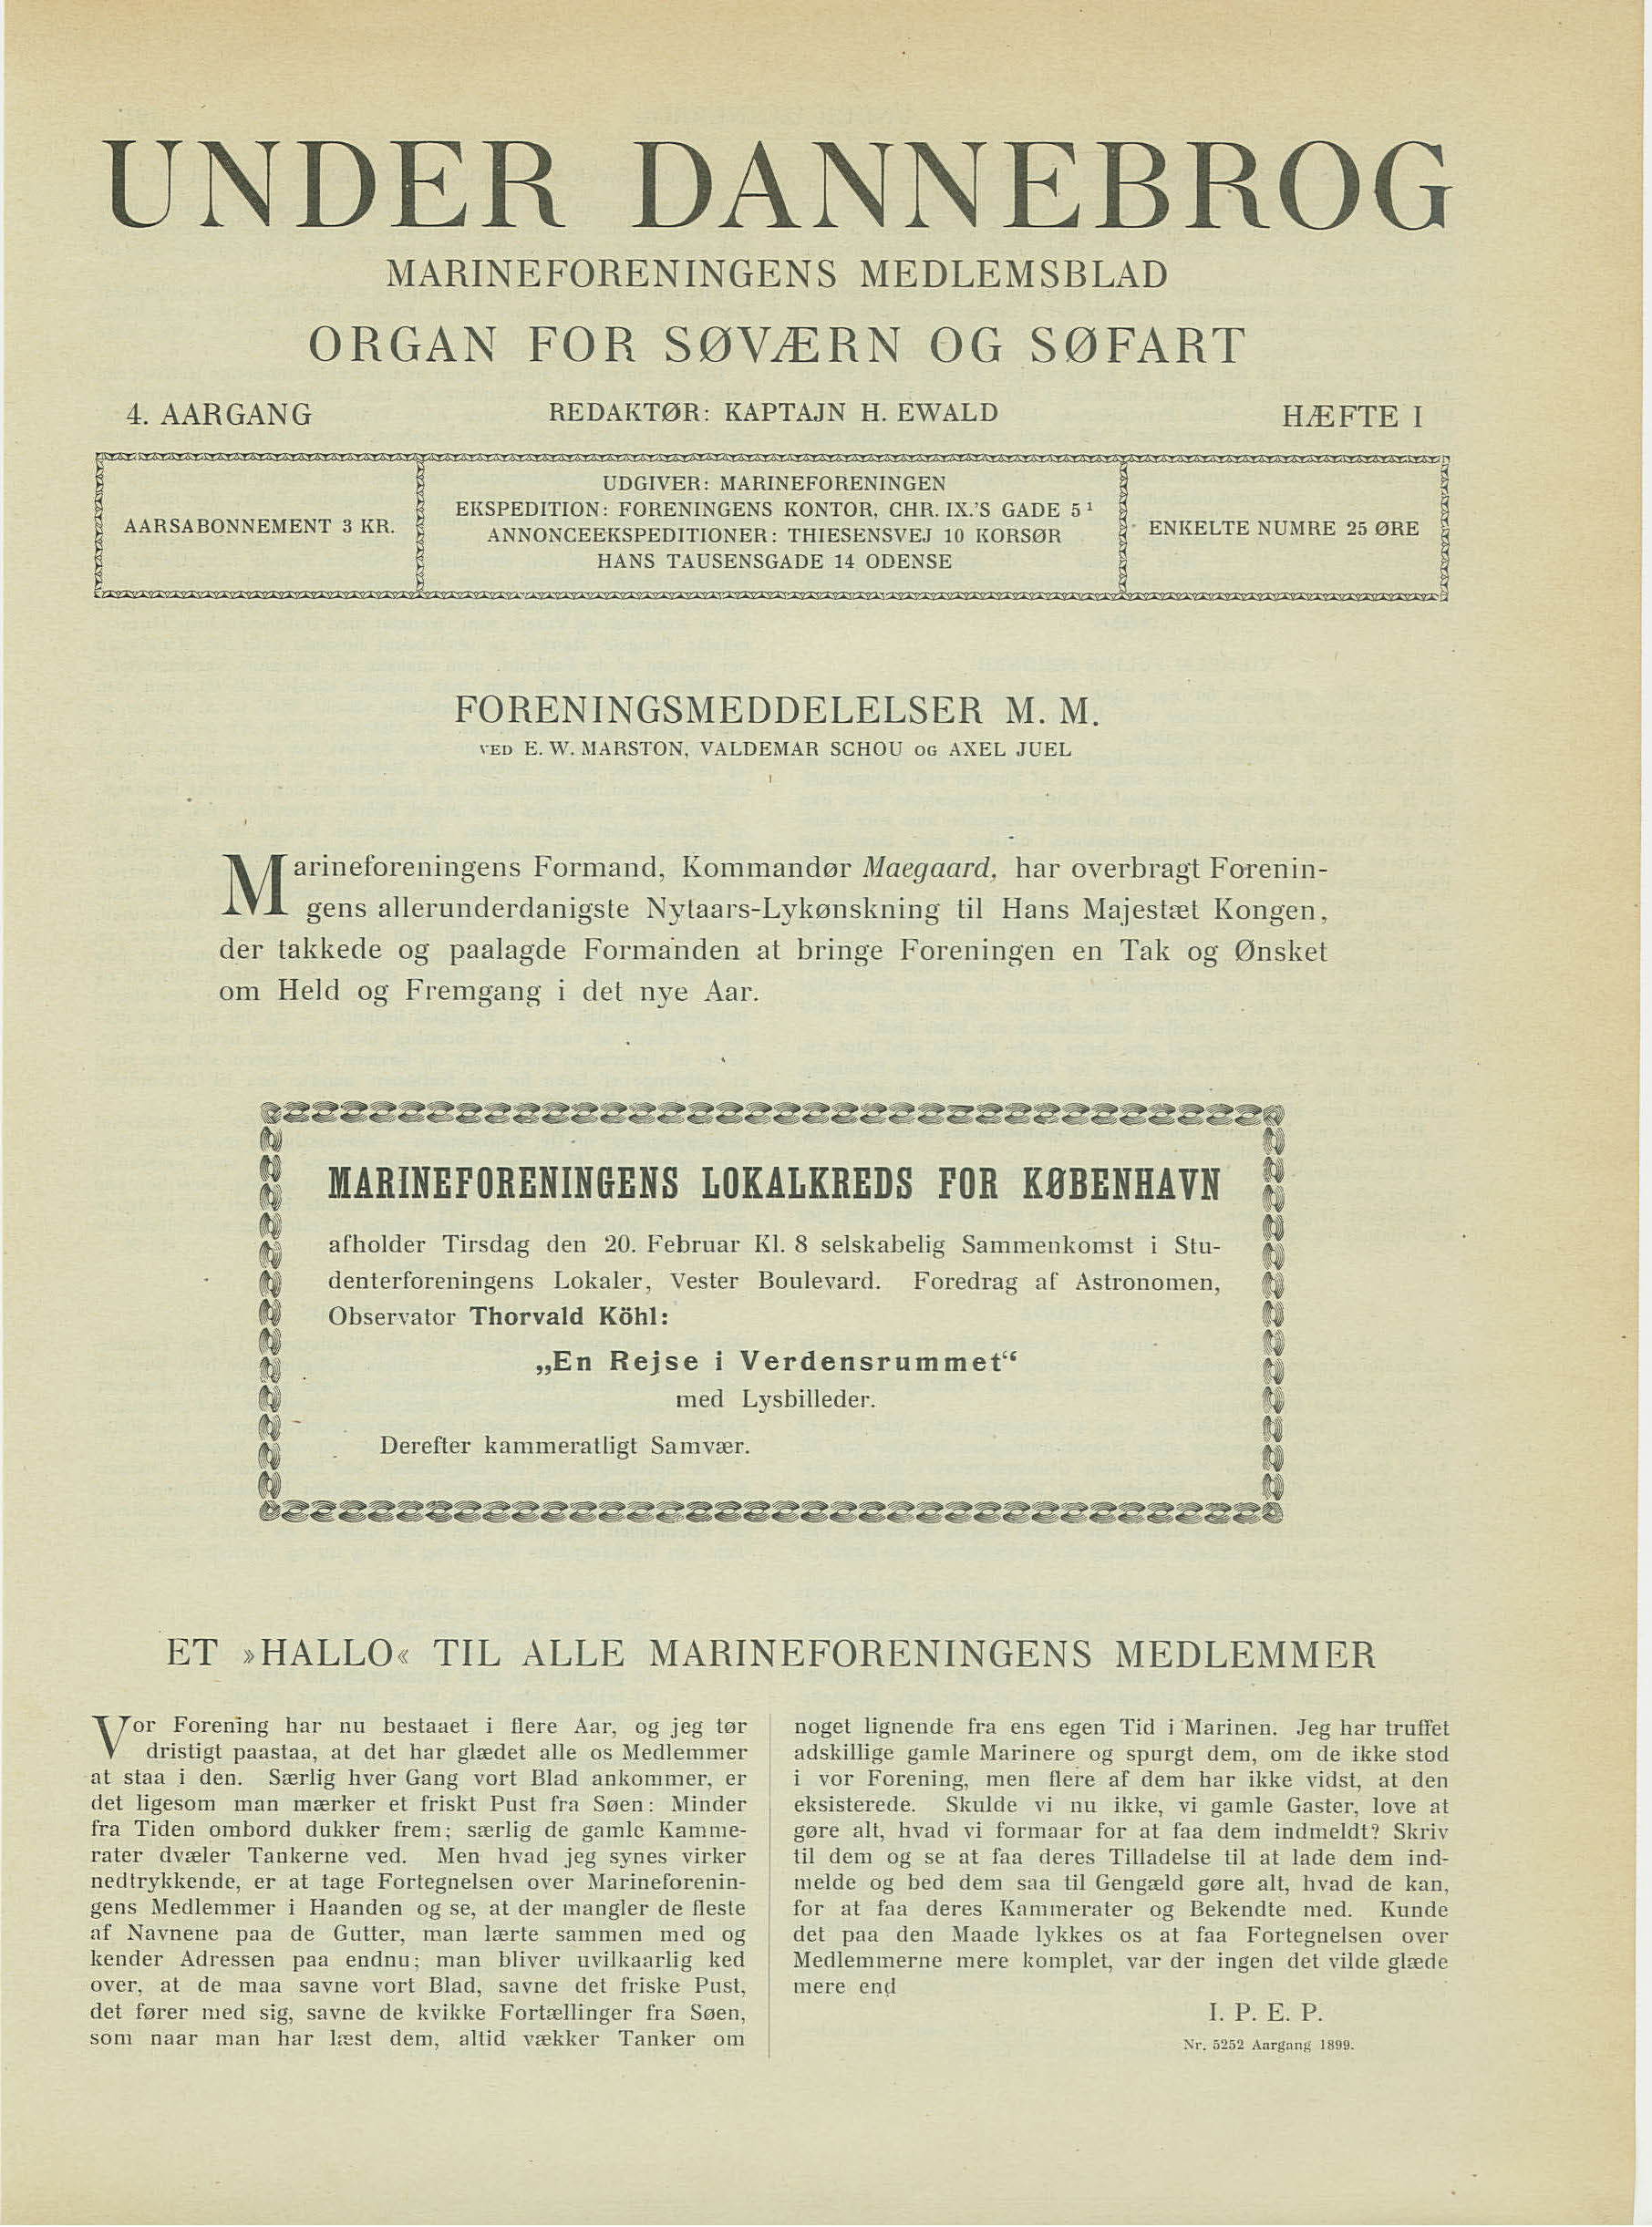 UNDER DANNEBROG
MARINEFORENINGENS MEDLEMSBLAD
ORGAN FOR SØVÆRN OG SØFART
4. AARGANG
REDAKTØR: KAPTAJN H. EWALD
HÆFTE I
AARSABONNEMENT 3 KR.
UDGIVER: MARINEFORENINGEN
EKSPEDITION: FORENINGENS KONTOR, CHR. IX.'S GADE 5¹
ANNONCEEKSPEDITIONER: THIESENSVEJ 10 KORSØR
HANS TAUSENSGADE 14 ODENSE
ENKELTE NUMRE 25 ØRE
FORENINGSMEDDELELSER M. M.
VED E. W. MARSTON, VALDEMAR SCHOU OG AXEL JUEL
Marineforeningens Formand, Kommandør Maegaard, har overbragt Forenin-
gens allerunderdanigste Nytaars-Lykønskning til Hans Majestæt Kongen,
der takkede og paalagde Formanden at bringe Foreningen en Tak og Ønsket
om Held og Fremgang i det nye Aar.
MARINEFORENINGENS LOKALKREDS FOR KØBENHAVN
afholder Tirsdag den 20. Februar Kl. 8 selskabelig Sammenkomst i Stu-
denterforeningens Lokaler, Vester Boulevard. Foredrag af Astronomen,
Observator Thorvald Köhl:
„En Rejse i Verdensrummet“
med Lysbilleder.
Derefter kammeratligt Samvær.
ET »HALLO« TIL ALLE MARINEFORENINGENS MEDLEMMER
Vor Forening har nu bestaaet i flere Aar, og jeg tør
dristigt paastaa, at det har glædet alle os Medlemmer
at staa i den. Særlig hver Gang vort Blad ankommer, er
det ligesom man mærker et friskt Pust fra Søen: Minder
fra Tiden ombord dukker frem; særlig de gamle Kamme-
rater dvæler Tankerne ved. Men hvad jeg synes virker
nedtrykkende, er at tage Fortegnelsen over Marineforenin-
gens Medlemmer i Haanden og se, at der mangler de fleste
af Navnene paa de Gutter, man lærte sammen med og
kender Adressen paa endnu; man bliver uvilkaarlig ked
over, at de maa savne vort Blad, savne det friske Pust,
det fører med sig, savne de kvikke Fortællinger fra Søen,
som naar man har læst dem, altid vækker Tanker om
noget lignende fra ens egen Tid i Marinen. Jeg har truffet
adskillige gamle Marinere og spurgt dem, om de ikke stod
i vor Forening, men flere af dem har ikke vidst, at den
eksisterede. Skulde vi nu ikke, vi gamle Gaster, love at
gøre alt, hvad vi formaar for at faa dem indmeldt? Skriv
til dem og se at faa deres Tilladelse til at lade dem ind-
melde og bed dem saa til Gengæld gøre alt, hvad de kan,
for at faa deres Kammerater og Bekendte med. Kunde
det paa den Maade lykkes os at faa Fortegnelsen over
Medlemmerne mere komplet, var der ingen det vilde glæde
mere end
I. P. E. P.
Nr. 5252 Aargang 1899.